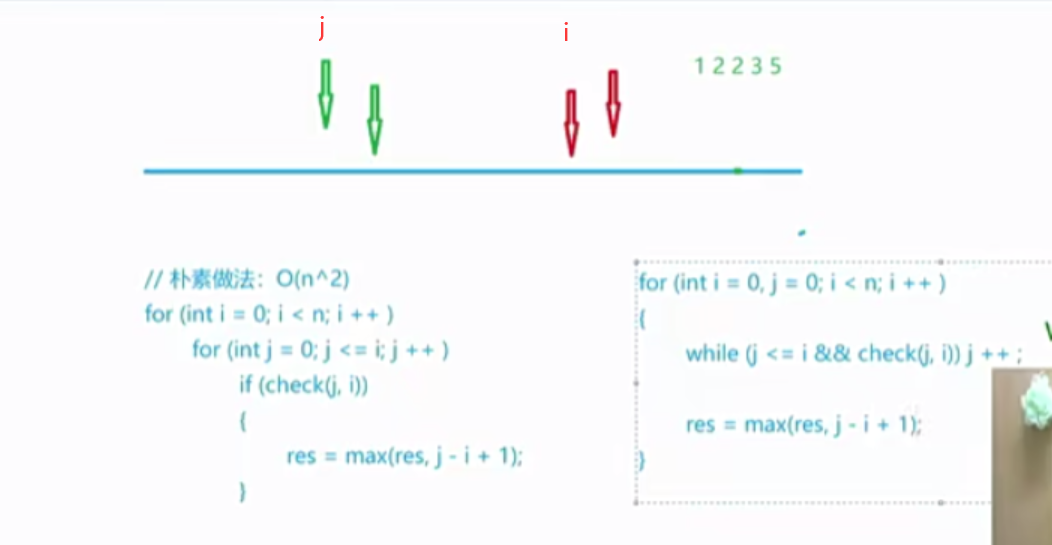 j
i
1 2 2 3 5
// 朴素做法：O(n^2)
for (int i = 0; i < n; i ++ )
for (int j = 0; j <= i; j ++ )
if (check(j, i))
{
res = max(res, j - i + 1);
}
for (int i = 0, j = 0; i < n; i ++ )
{
while (j <= i && check(j, i)) j ++ ;
res = max(res, j - i + 1);
}